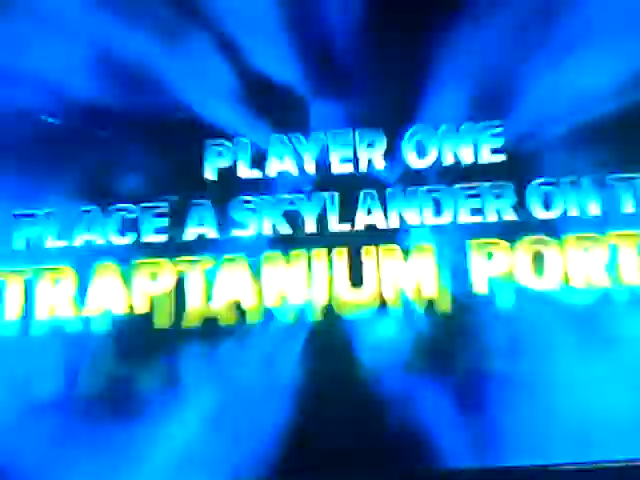 PLAYER ONE
PLACE A SKYLANDER ON T
TRAPTANIUM PORT